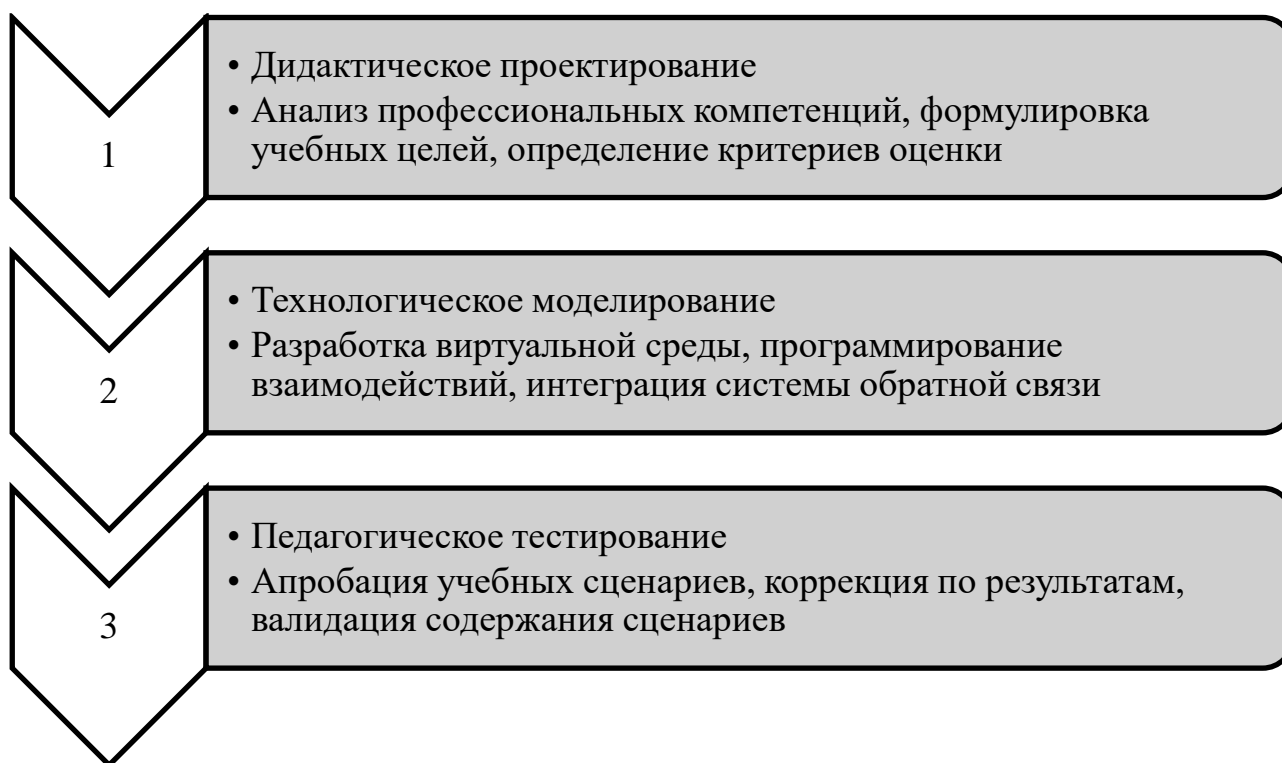 1
• Дидактическое проектирование
• Анализ профессиональных компетенций, формулировка
учебных целей, определение критериев оценки
2
• Технологическое моделирование
• Разработка виртуальной среды, программирование
взаимодействий, интеграция системы обратной связи
3
• Педагогическое тестирование
• Апробация учебных сценариев, коррекция по результатам,
валидация содержания сценариев